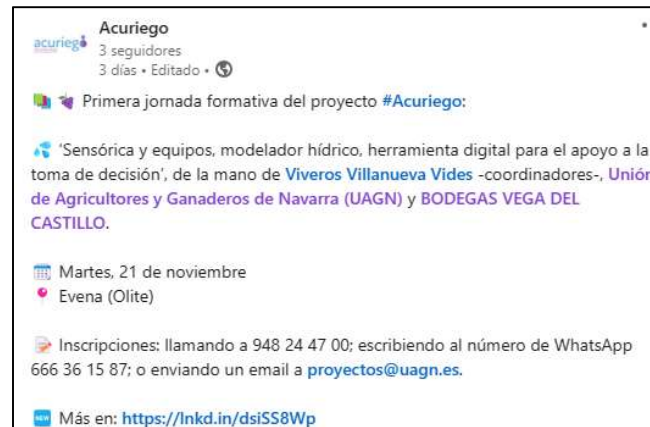 Acuriego
acuriego
3 seguidores
3 días • Editado •
Primera jornada formativa del proyecto #Acuriego:
'Sensórica y equipos, modelador hídrico, herramienta digital para el apoyo a la
toma de decisión', de la mano de Viveros Villanueva Vides -coordinadores-, Unión
de Agricultores y Ganaderos de Navarra (UAGN) y BODEGAS VEGA DEL
CASTILLO.
Martes, 21 de noviembre
Evena (Olite)
Inscripciones: llamando a 948 24 47 00; escribiendo al número de WhatsApp
666 36 15 87; o enviando un email a proyectos@uagn.es.
NEW Más en: https://lnkd.in/dsiSS8Wp